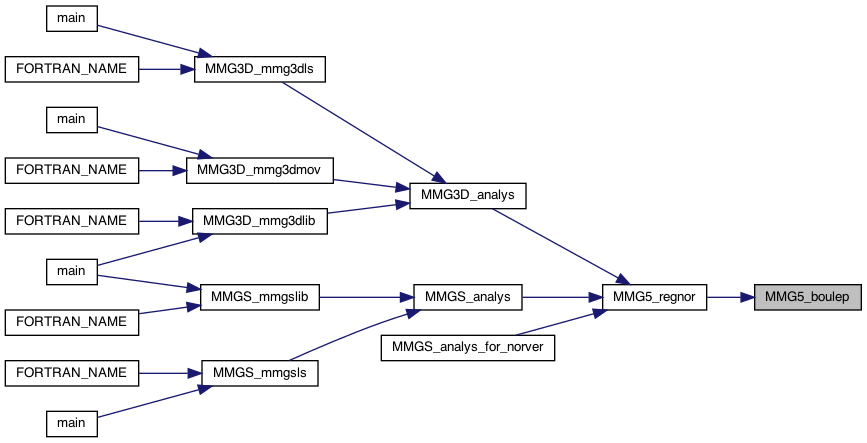 main
MMG3D_mmg3dls
FORTRAN_NAME
main
FORTRAN_NAME
MMG3D_mmg3dmov
MMG3D_analys
FORTRAN_NAME
MMG3D_mmg3dlib
main
MMGS_mmgslib
MMGS_analys
MMG5_regnor
MMG5_boulep
FORTRAN_NAME
MMGS_analys_for_norver
FORTRAN_NAME
MMGS_mmgsls
main